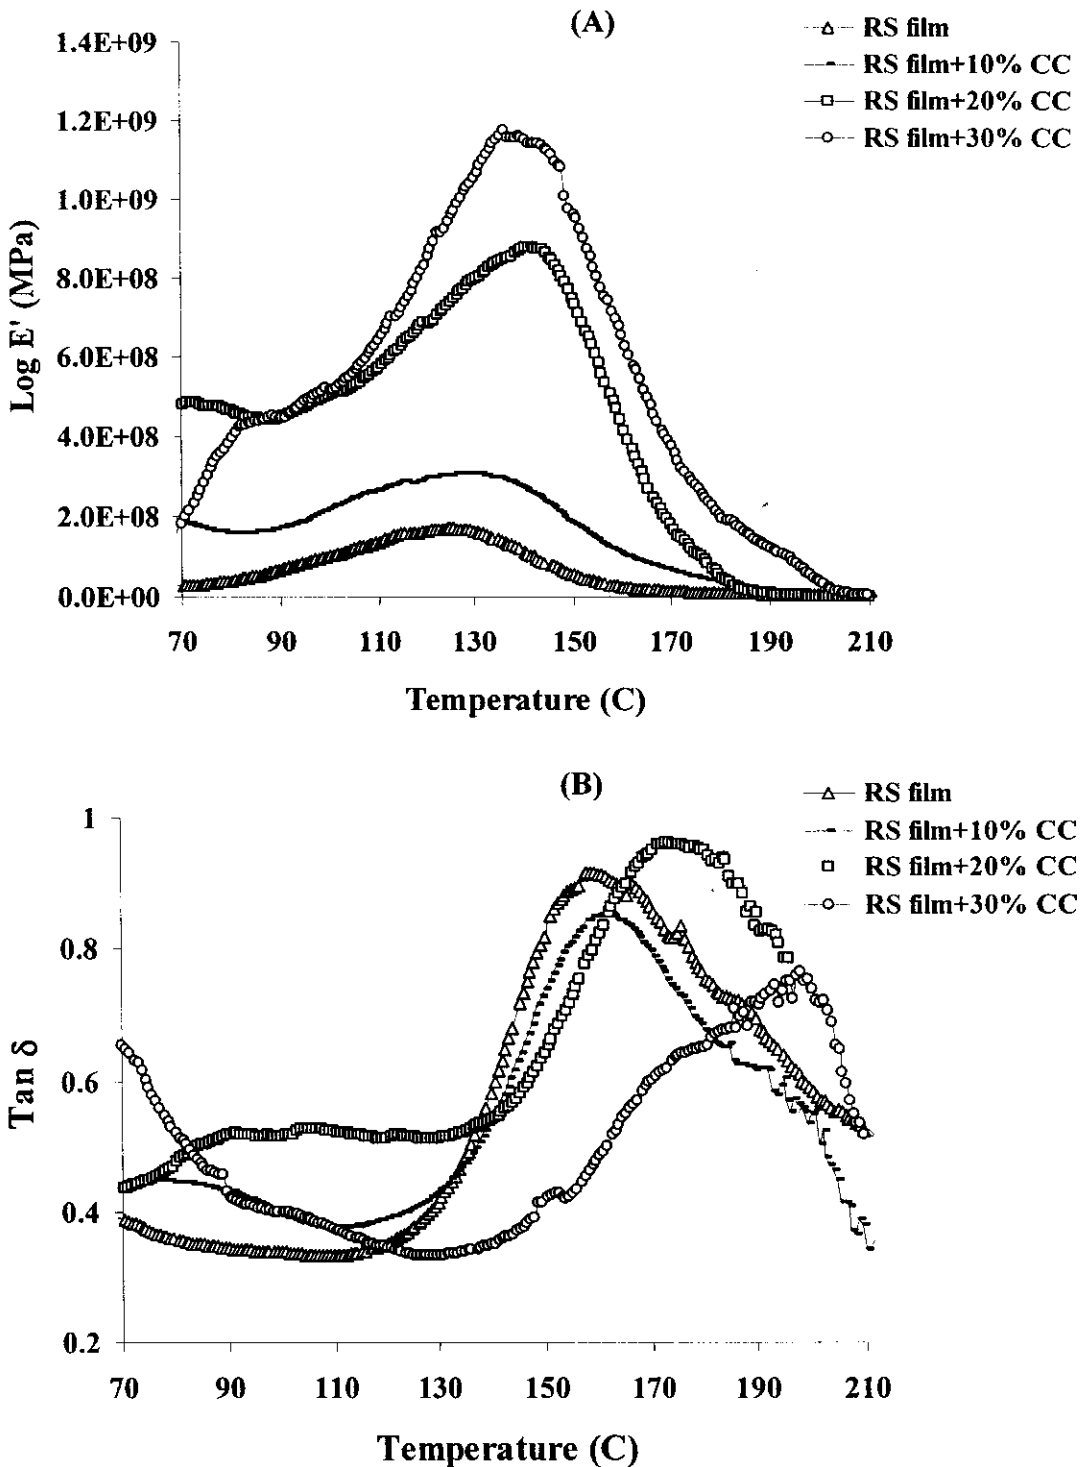 (A)
RS film
RS film+10% CC
RS film+20% CC
RS film+30% CC
1.4E+09
1.2E+09
1.0E+09
8.0E+08
6.0E+08
4.0E+08
2.0E+08
0.0E+00
Log E' (MPa)
70 90 110 130 150 170 190 210
Temperature (C)
(B)
RS film
RS film+10% CC
RS film+20% CC
RS film+30% CC
1
0.8
0.6
0.4
0.2
Tan δ
70 90 110 130 150 170 190 210
Temperature (C)